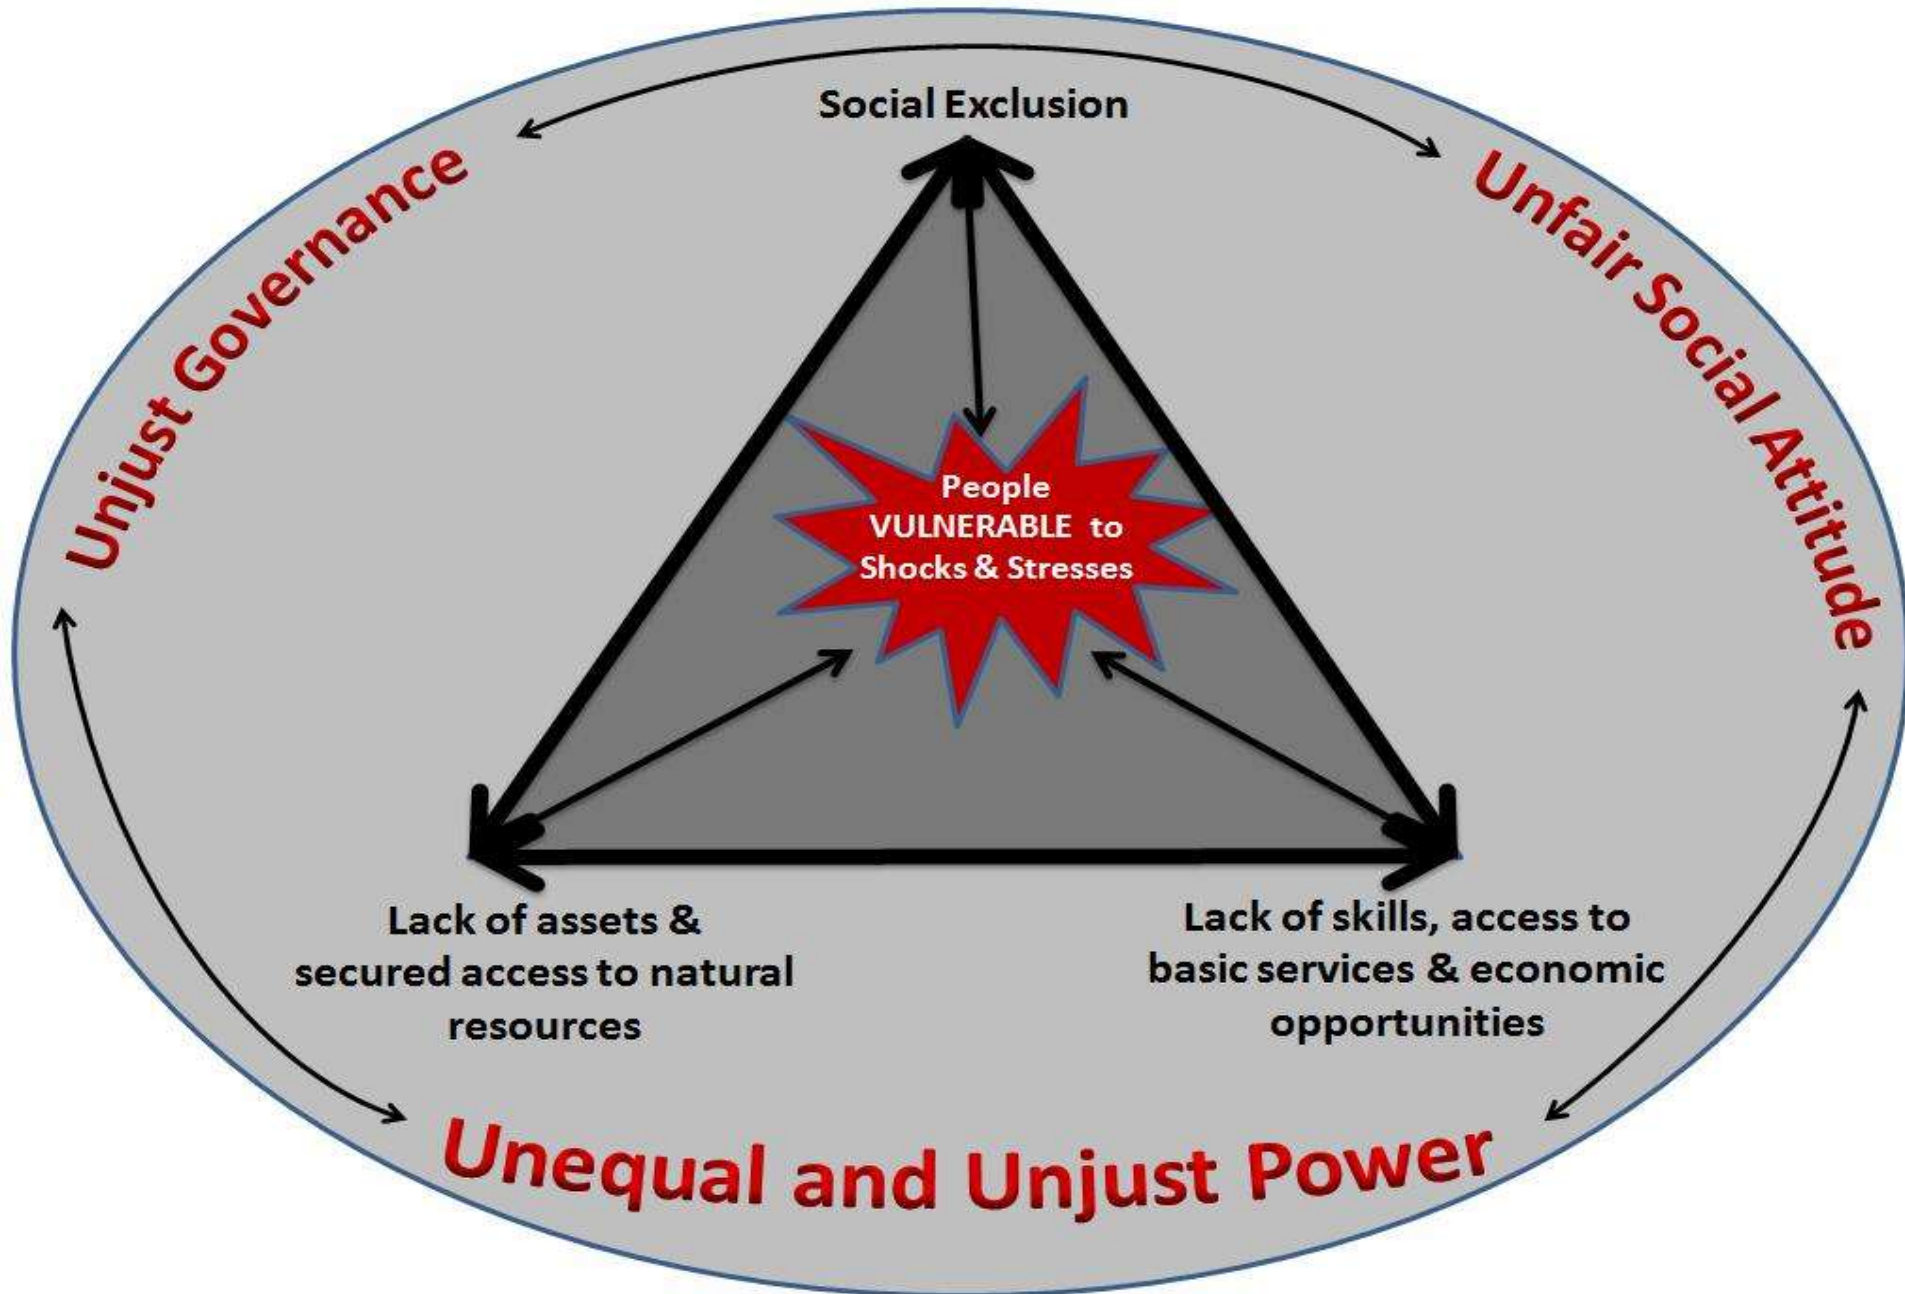 Social Exclusion
Unjust Governance
Unfair Social Attitude
People
VULNERABLE to
Shocks & Stresses
Lack of assets &
secured access to natural
resources
Lack of skills, access to
basic services & economic
opportunities
Unequal and Unjust Power